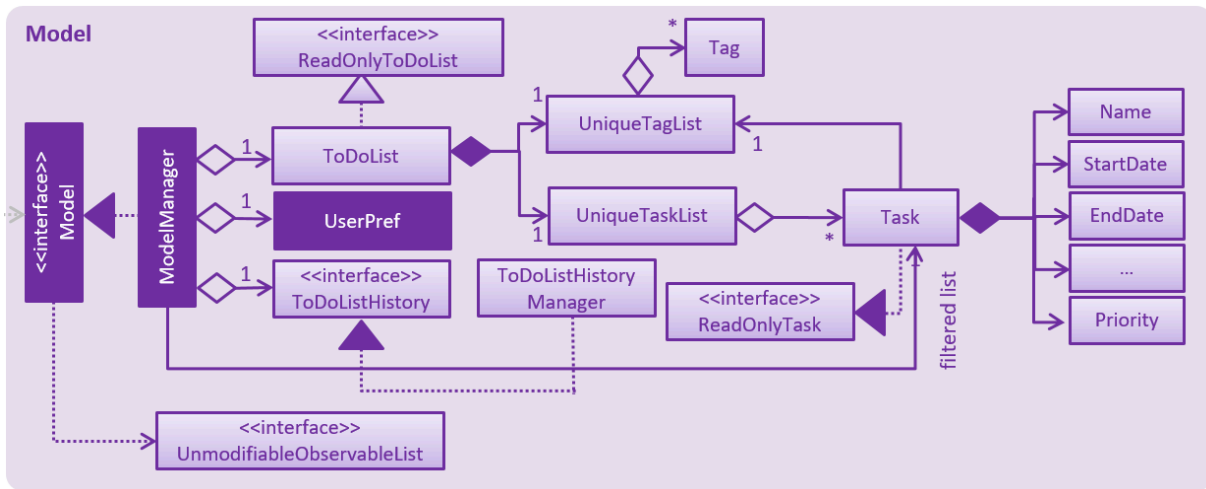 Model
<<interface>>
ReadOnlyToDoList
*
Tag
<<interface>>
Model
ModelManager
1
ToDoList
1
UniqueTagList
1
Name
StartDate
1
UserPref
1
UniqueTaskList
*
Task
EndDate
...
Priority
1
<<interface>>
ToDoListHistory
ToDoListHistory
Manager
<<interface>>
ReadOnlyTask
filtered list
<<interface>>
UnmodifiableObservableList